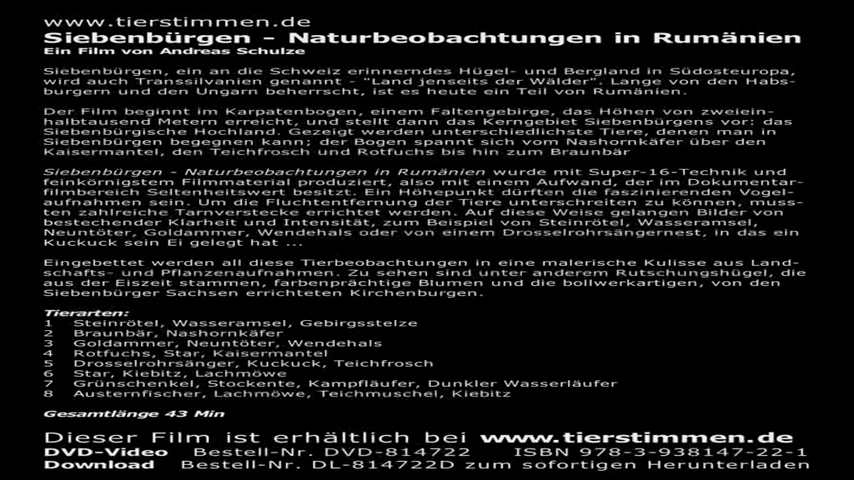 www.tierstimmen.de
Siebenbürgen - Naturbeobachtungen in Rumänien
Ein Film von Andreas Schulze
Siebenbürgen, ein an die Schweiz erinnerndes Hügel- und Bergland in Südosteuropa,
wird auch Transsilvanien genannt - "Land jenseits der Wälder". Lange von den Habs-
burgern und den Ungarn beherrscht, ist es heute ein Teil von Rumänien.
Der Film beginnt im Karpatenbogen, einem Faltengebirge, das Höhen von zweiein-
halbtausend Metern erreicht, und stellt dann das Kerngebiet Siebenbürgens vor: das
Siebenbürgische Hochland. Gezeigt werden unterschiedlichste Tiere, denen man in
Siebenbürgen begegnen kann; der Bogen spannt sich vom Nashornkäfer über den
Kaisermantel, den Teichfrosch und Rotfuchs bis hin zum Braunbär
Siebenbürgen - Naturbeobachtungen in Rumänien wurde mit Super-16-Technik und
feinkörnigstem Filmmaterial produziert, also mit einem Aufwand, der im Dokumentar-
filmbereich Seltenheitswert besitzt. Ein Höhepunkt dürften die faszinierenden Vogel-
aufnahmen sein. Um die Fluchtentfernung der Tiere unterschreiten zu können, muss-
ten zahlreiche Tarnverstecke errichtet werden. Auf diese Weise gelangen Bilder von
bestechender Klarheit und Intensität, zum Beispiel von Steinrötel, Wasseramsel,
Neuntöter, Goldammer, Wendehals oder von einem Drosselrohrsängernest, in das ein
Kuckuck sein Ei gelegt hat ...
Eingebettet werden all diese Tierbeobachtungen in eine malerische Kulisse aus Land-
schafts- und Pflanzenaufnahmen. Zu sehen sind unter anderem Rutschungshügel, die
aus der Eiszeit stammen, farbenprächtige Blumen und die bollwerkartigen, von den
Siebenbürger Sachsen errichteten Kirchenburgen.
Tierarten:
1 Steinrötel, Wasseramsel, Gebirgsstelze
2 Braunbär, Nashornkäfer
3 Goldammer, Neuntöter, Wendehals
4 Rotfuchs, Star, Kaisermantel
5 Drosselrohrsänger, Kuckuck, Teichfrosch
6 Star, Kiebitz, Lachmöwe
7 Grünschenkel, Stockente, Kampfläufer, Dunkler Wasserläufer
8 Austernfischer, Lachmöwe, Teichmuschel, Kiebitz
Gesamtlänge 43 Min
Dieser Film ist erhältlich bei www.tierstimmen.de
DVD-Video Bestell-Nr. DVD-814722 ISBN 978-3-938147-22-1
Download Bestell-Nr. DL-814722D zum sofortigen Herunterladen